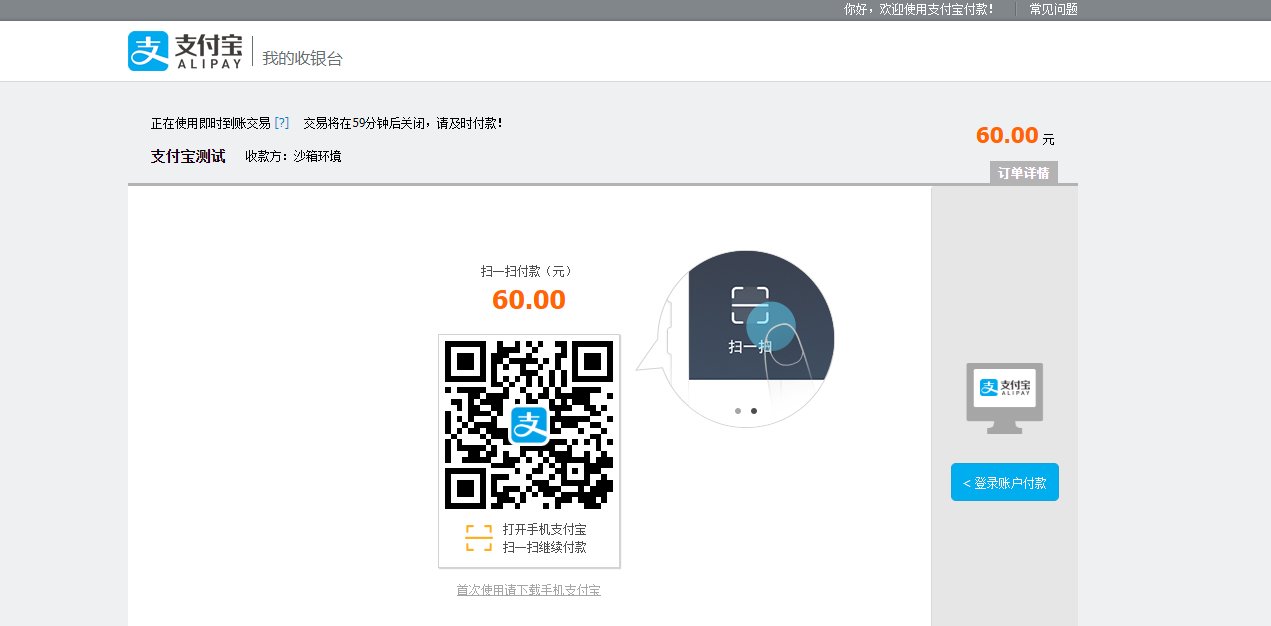 你好，欢迎使用支付宝付款！ 常见问题
支付宝
ALIPAY
我的收银台
正在使用即时到账交易 [?] 交易将在59分钟后关闭，请及时付款！
60.00 元
支付宝测试 收款方：沙箱环境
订单详情
扫一扫付款（元）
60.00
扫一扫
支
打开手机支付宝
扫一扫继续付款
首次使用请下载手机支付宝
支付宝
ALIPAY
< 登录账户付款